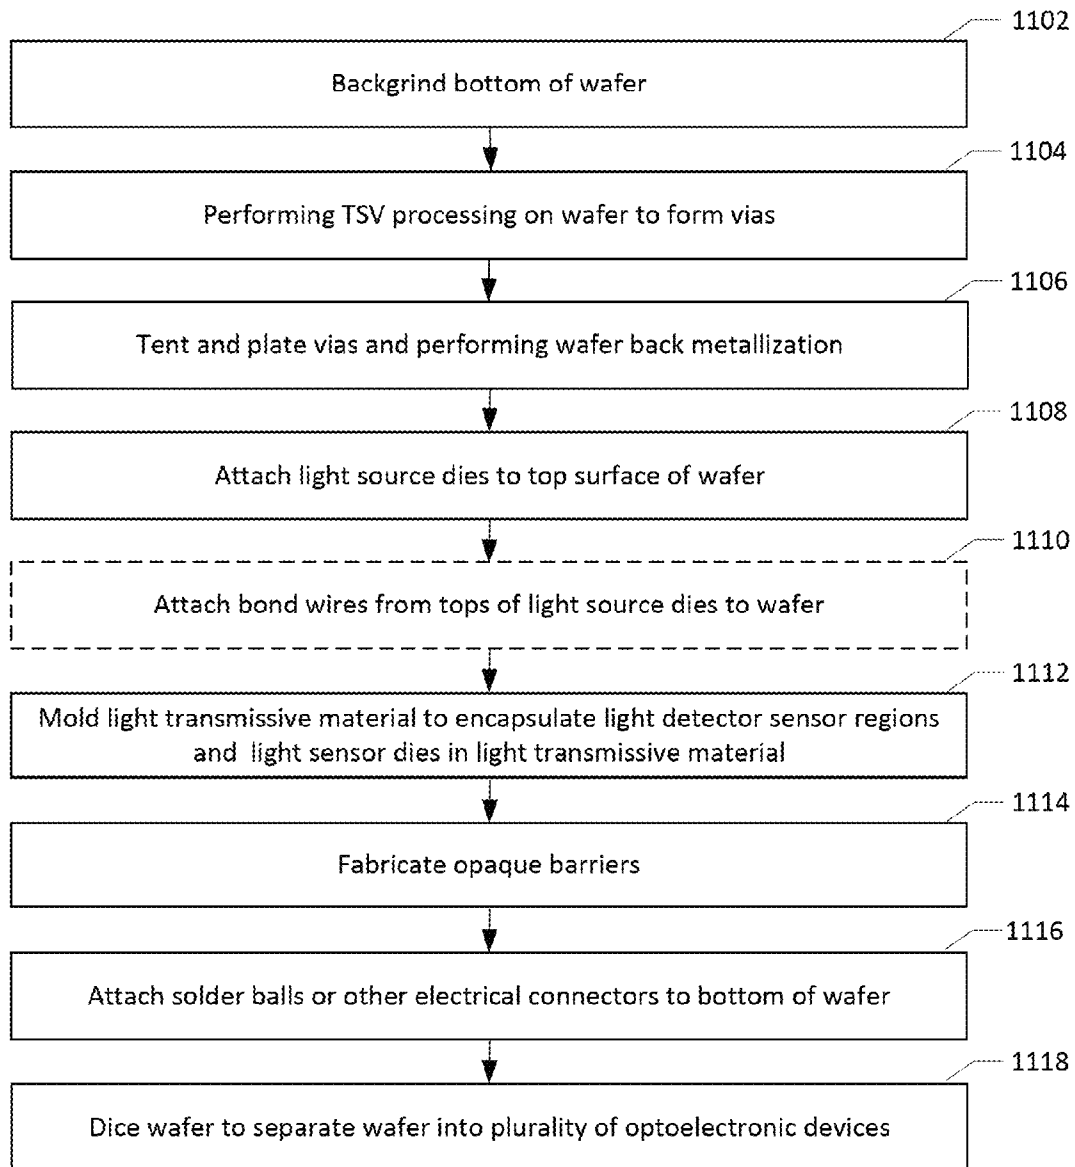 1102
Backgrind bottom of wafer
1104
Performing TSV processing on wafer to form vias
1106
Tent and plate vias and performing wafer back metallization
1108
Attach light source dies to top surface of wafer
1110
Attach bond wires from tops of light source dies to wafer
1112
Mold light transmissive material to encapsulate light detector sensor regions
and light sensor dies in light transmissive material
1114
Fabricate opaque barriers
1116
Attach solder balls or other electrical connectors to bottom of wafer
1118
Dice wafer to separate wafer into plurality of optoelectronic devices